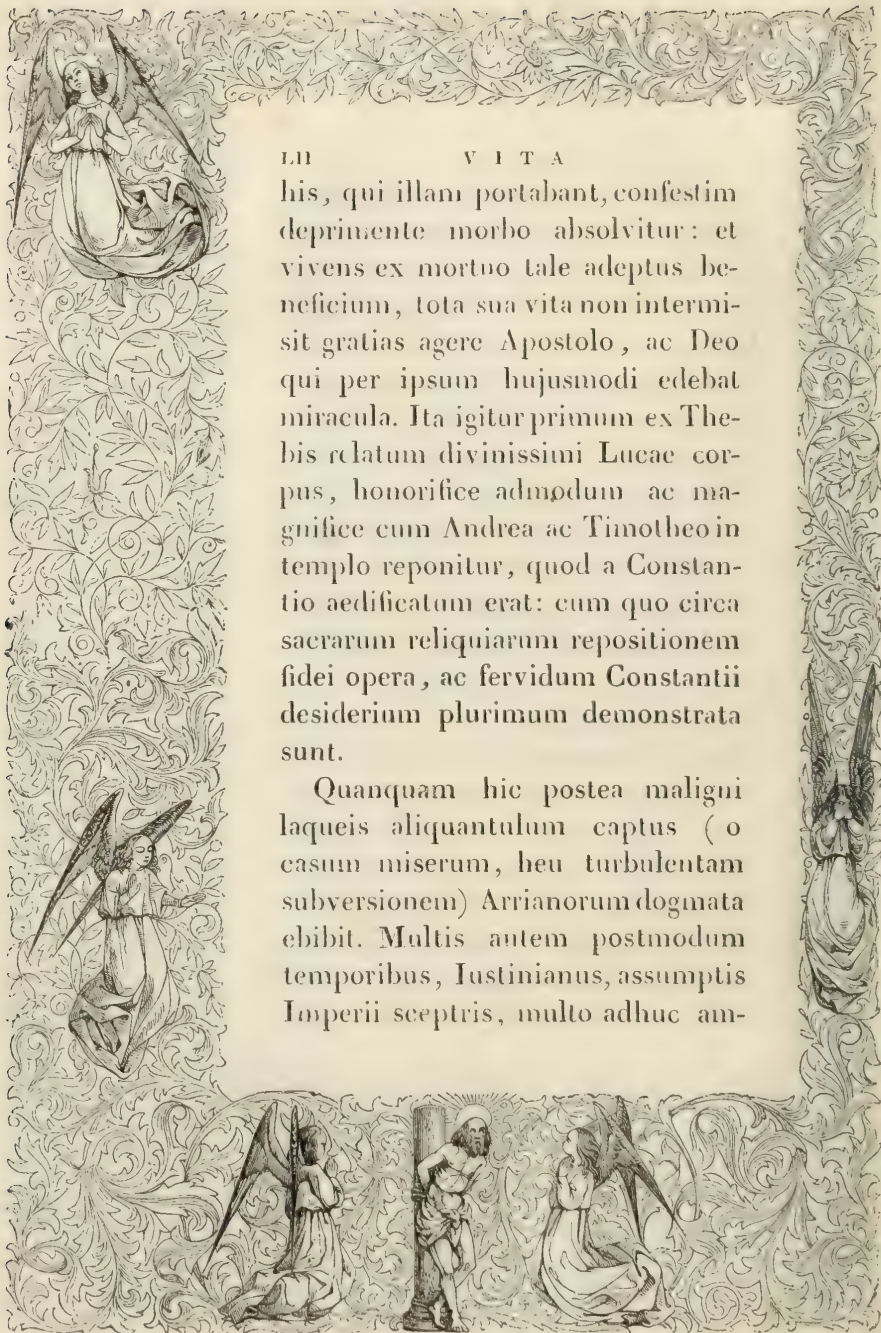 LII VITA
his, qui illam portabant, confestim
deprimente morbo absolvitur: et
vivens ex mortuo tale adeptus be-
neficium, tota sua vita non intermi-
sit gratias agere Apostolo, ac Deo
qui per ipsum hujusmodi edebat
miracula. Ita igitur primum ex The-
bis relatum divinissimi Lucae cor-
pus, honorifice admodum ac ma-
gnifice cum Andrea ac Timotheo in
templo reponitur, quod a Constan-
tio aedificatum erat: cum quo circa
sacrarum reliquiarum repositionem
fidei opera, ac fervidum Constantii
desiderium plurimum demonstrata
sunt.
Quanquam hic postea maligni
laqueis aliquantulum captus (o
casum miserum, heu turbulentam
subversionem) Arrianorum dogmata
ebibit. Multis autem postmodum
temporibus, Iustinianus, assumptis
Imperii sceptris, multo adhuc am-